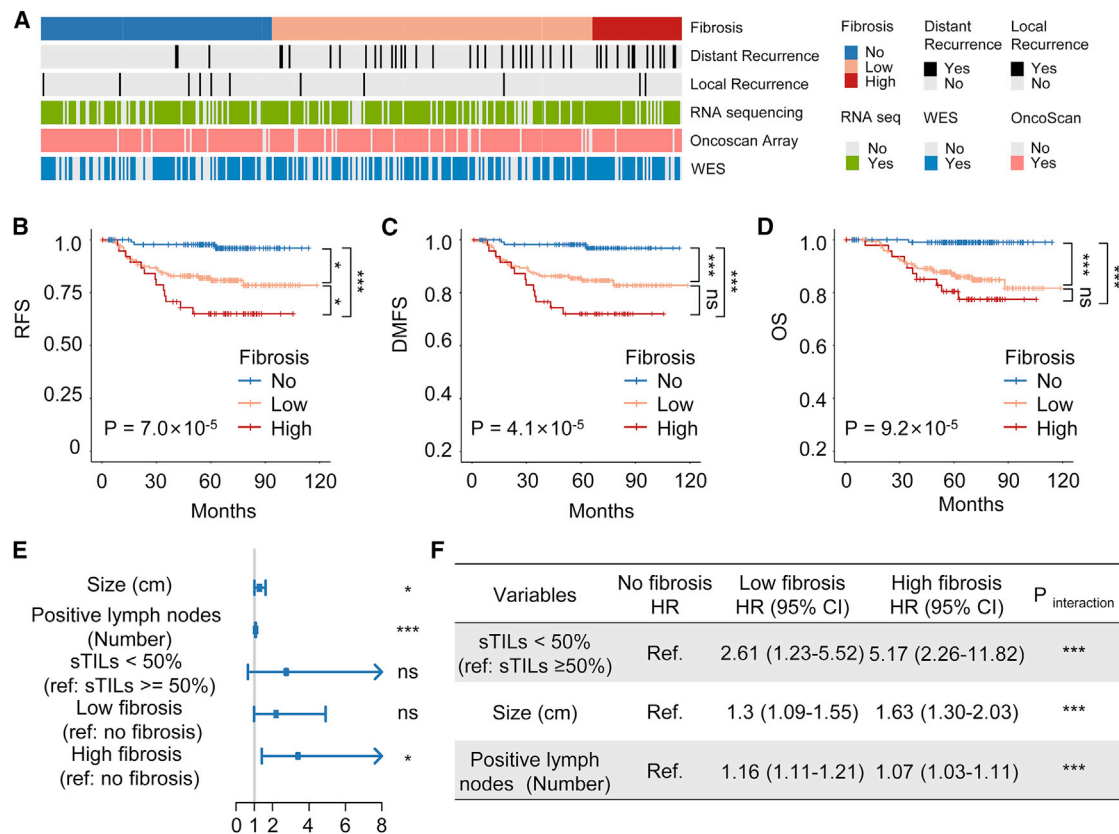 A
Fibrosis
Distant Recurrence
Local Recurrence
RNA sequencing
Oncoscan Array
WES
Fibrosis
No
Low
High
Distant
Recurrence
Yes
No
Local
Recurrence
Yes
No
RNA seq
No
Yes
WES
No
Yes
OncoScan
No
Yes
B
RFS
1.0
0.75
0.50
0.25
0
*
*
***
Fibrosis
No
Low
High
P = 7.0×10-5
0 30 60 90 120
Months
C
DMFS
1.0
0.8
0.6
0.4
0.2
***
ns
***
Fibrosis
No
Low
High
P = 4.1×10-5
0 30 60 90 120
Months
D
OS
1.0
0.8
0.6
0.4
0.2
***
ns
***
Fibrosis
No
Low
High
P = 9.2×10-5
0 30 60 90 120
Months
E
Size (cm) *
Positive lymph nodes
(Number) ***
sTILs < 50%
(ref: sTILs >= 50%) ns
Low fibrosis
(ref: no fibrosis) ns
High fibrosis
(ref: no fibrosis) *
0 1 2 4 6 8
F
Variables No fibrosis HR Low fibrosis HR (95% CI) High fibrosis HR (95% CI) P interaction
sTILs < 50% (ref: sTILs ≥50%) Ref. 2.61 (1.23-5.52) 5.17 (2.26-11.82) ***
Size (cm) Ref. 1.3 (1.09-1.55) 1.63 (1.30-2.03) ***
Positive lymph nodes (Number) Ref. 1.16 (1.11-1.21) 1.07 (1.03-1.11) ***